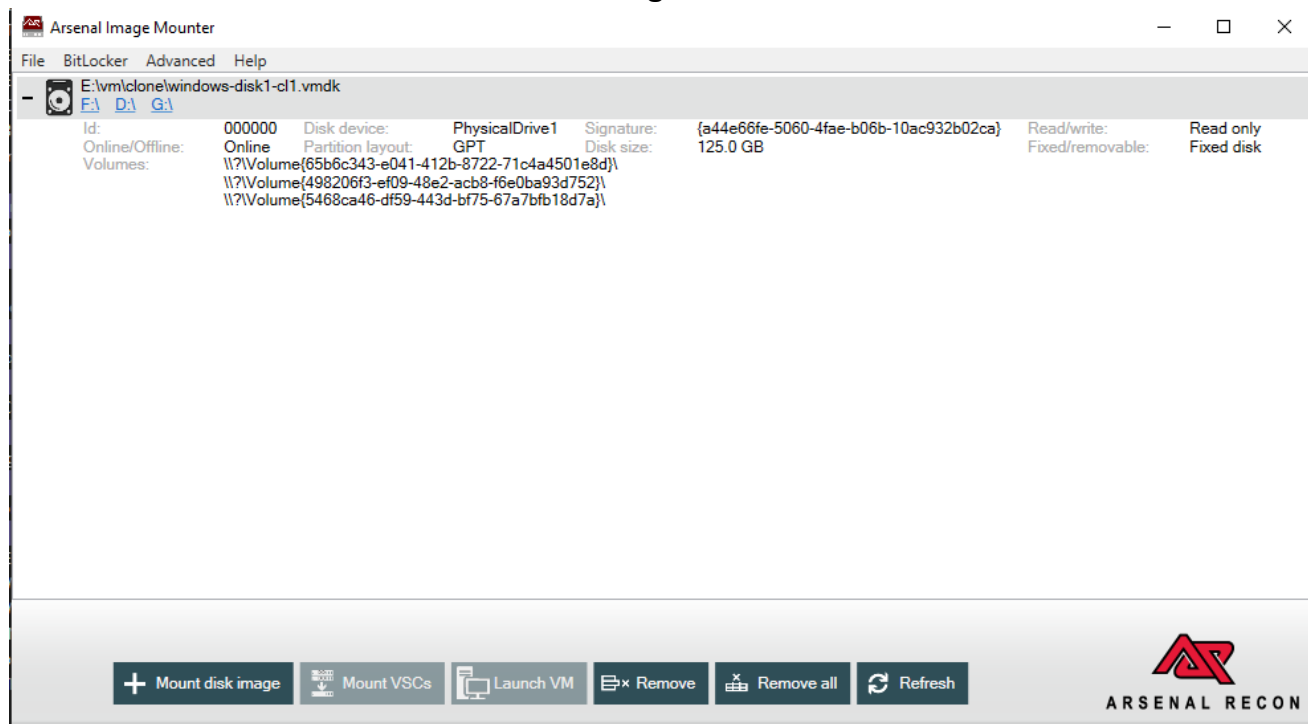 Arsenal Image Mounter
File BitLocker Advanced Help
E:\vm\clone\windows-disk1-cl1.vmdk
F:\ D:\ G:\
Id: 000000 Disk device: PhysicalDrive1 Signature: {a44e66fe-5060-4fae-b06b-10ac932b02ca} Read/write: Read only
Online/Offline: Online Partition layout: GPT Disk size: 125.0 GB Fixed/removable: Fixed disk
Volumes: \\?\Volume{65b6c343-e041-412b-8722-71c4a4501e8d}\
\\?\Volume{498206f3-ef09-48e2-acb8-f6e0ba93d752}\
\\?\Volume{5468ca46-df59-443d-bf75-67a7bfb18d7a}\
Mount disk image Mount VSCs Launch VM Remove Remove all Refresh
ARSENAL RECON